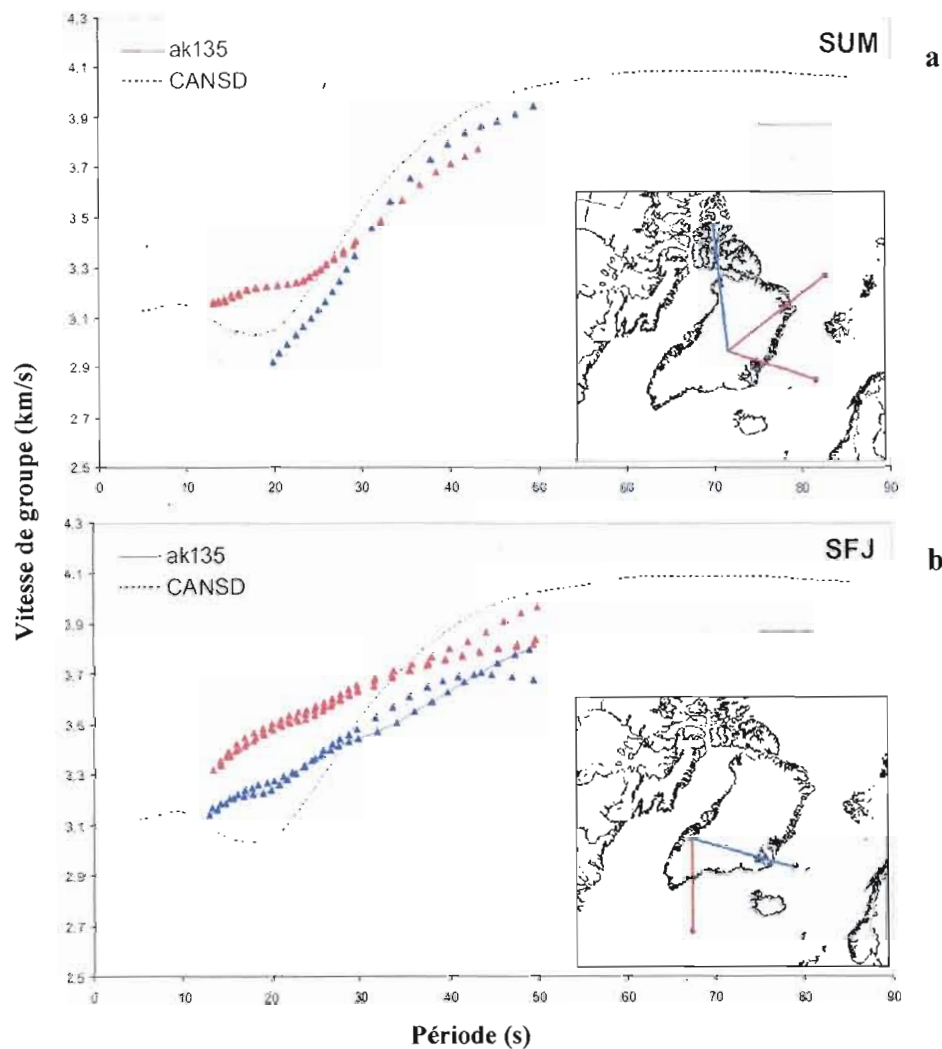 4.3
ak135
SUM
a
4.1
CANSD
3.9
3.7
3.5
3.3
3.1
2.9
2.7
2.5
0 10 20 30 40 50 60 70 80 90
Vitesse de groupe (km/s)
4.3
ak135
SFJ
b
4.1
CANSD
3.9
3.7
3.5
3.3
3.1
2.9
2.7
2.5
0 10 20 30 40 50 60 70 80 90
Période (s)